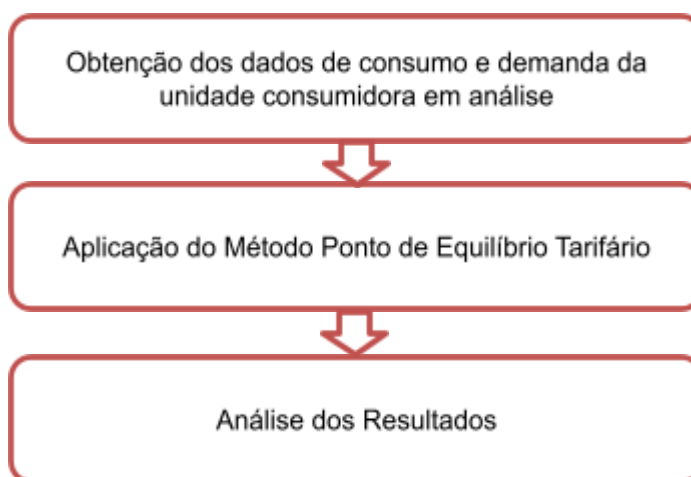 Obtenção dos dados de consumo e demanda da
unidade consumidora em análise
Aplicação do Método Ponto de Equilíbrio Tarifário
Análise dos Resultados